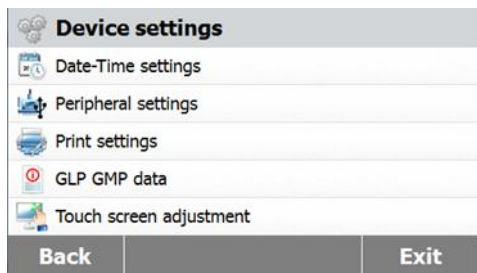 Device settings
Date-Time settings
Peripheral settings
Print settings
GLP GMP data
Touch screen adjustment
Back Exit